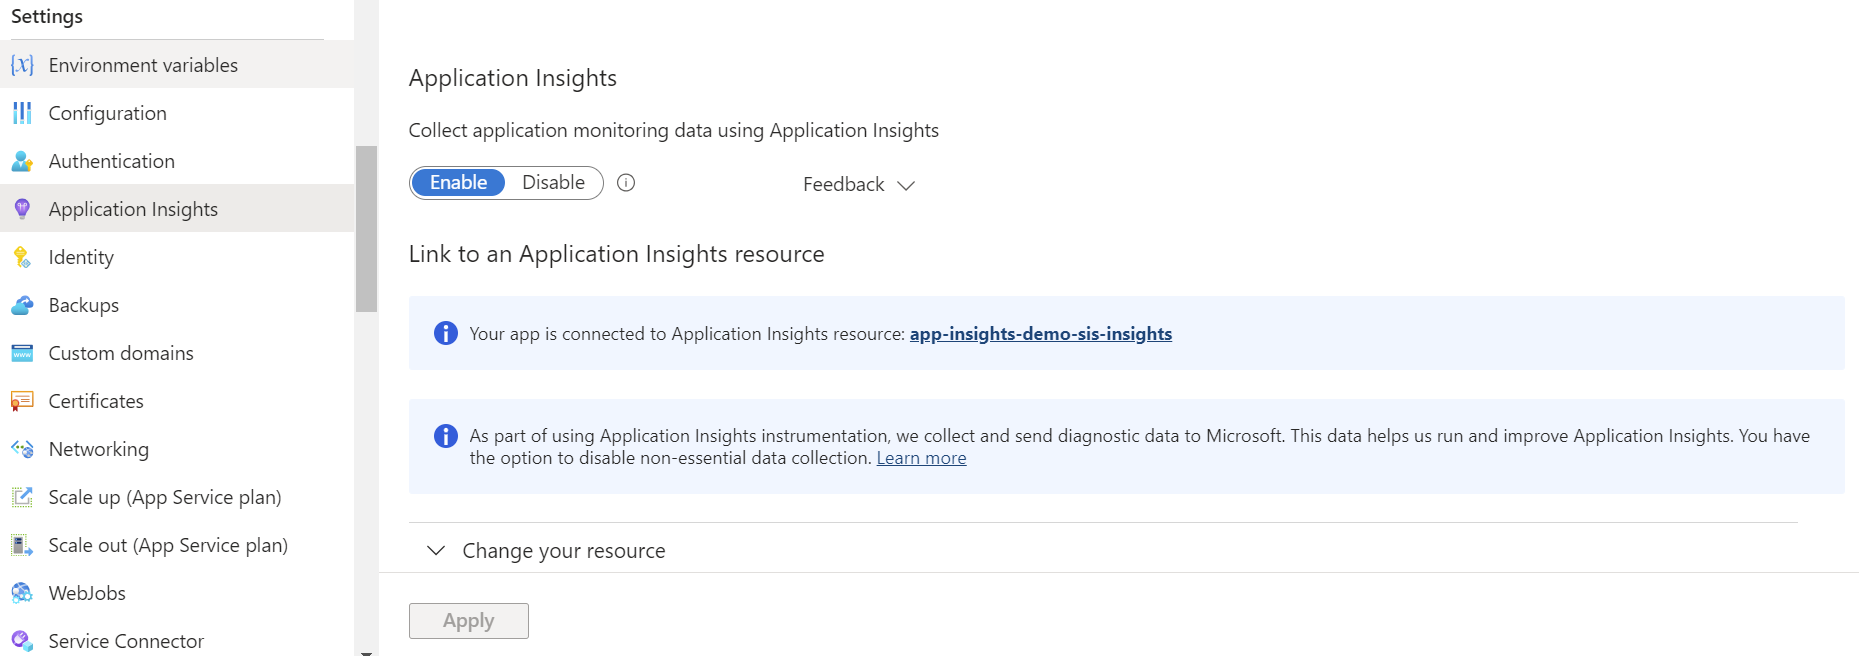 Settings
Environment variables
Configuration
Authentication
Application Insights
Identity
Backups
Custom domains
Certificates
Networking
Scale up (App Service plan)
Scale out (App Service plan)
WebJobs
Service Connector
Application Insights
Collect application monitoring data using Application Insights
Enable Disable
Feedback
Link to an Application Insights resource
Your app is connected to Application Insights resource: app-insights-demo-sis-insights
As part of using Application Insights instrumentation, we collect and send diagnostic data to Microsoft. This data helps us run and improve Application Insights. You have
the option to disable non-essential data collection. Learn more
Change your resource
Apply